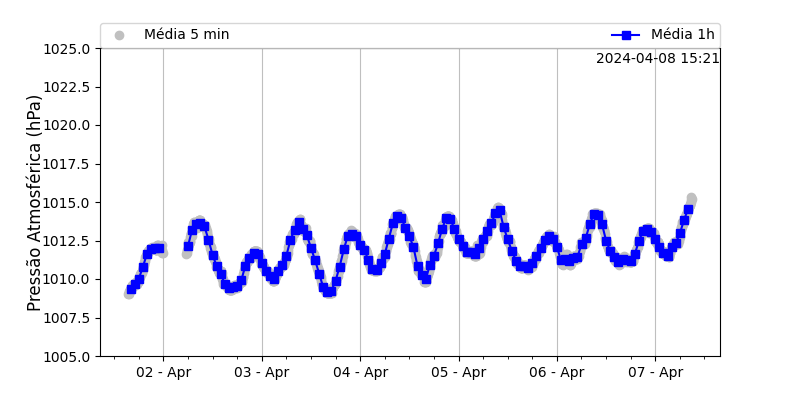 Média 5 min
Média 1h
2024-04-08 15:21
Pressão Atmosférica (hPa)
1025.0
1022.5
1020.0
1017.5
1015.0
1012.5
1010.0
1007.5
1005.0
02 - Apr
03 - Apr
04 - Apr
05 - Apr
06 - Apr
07 - Apr